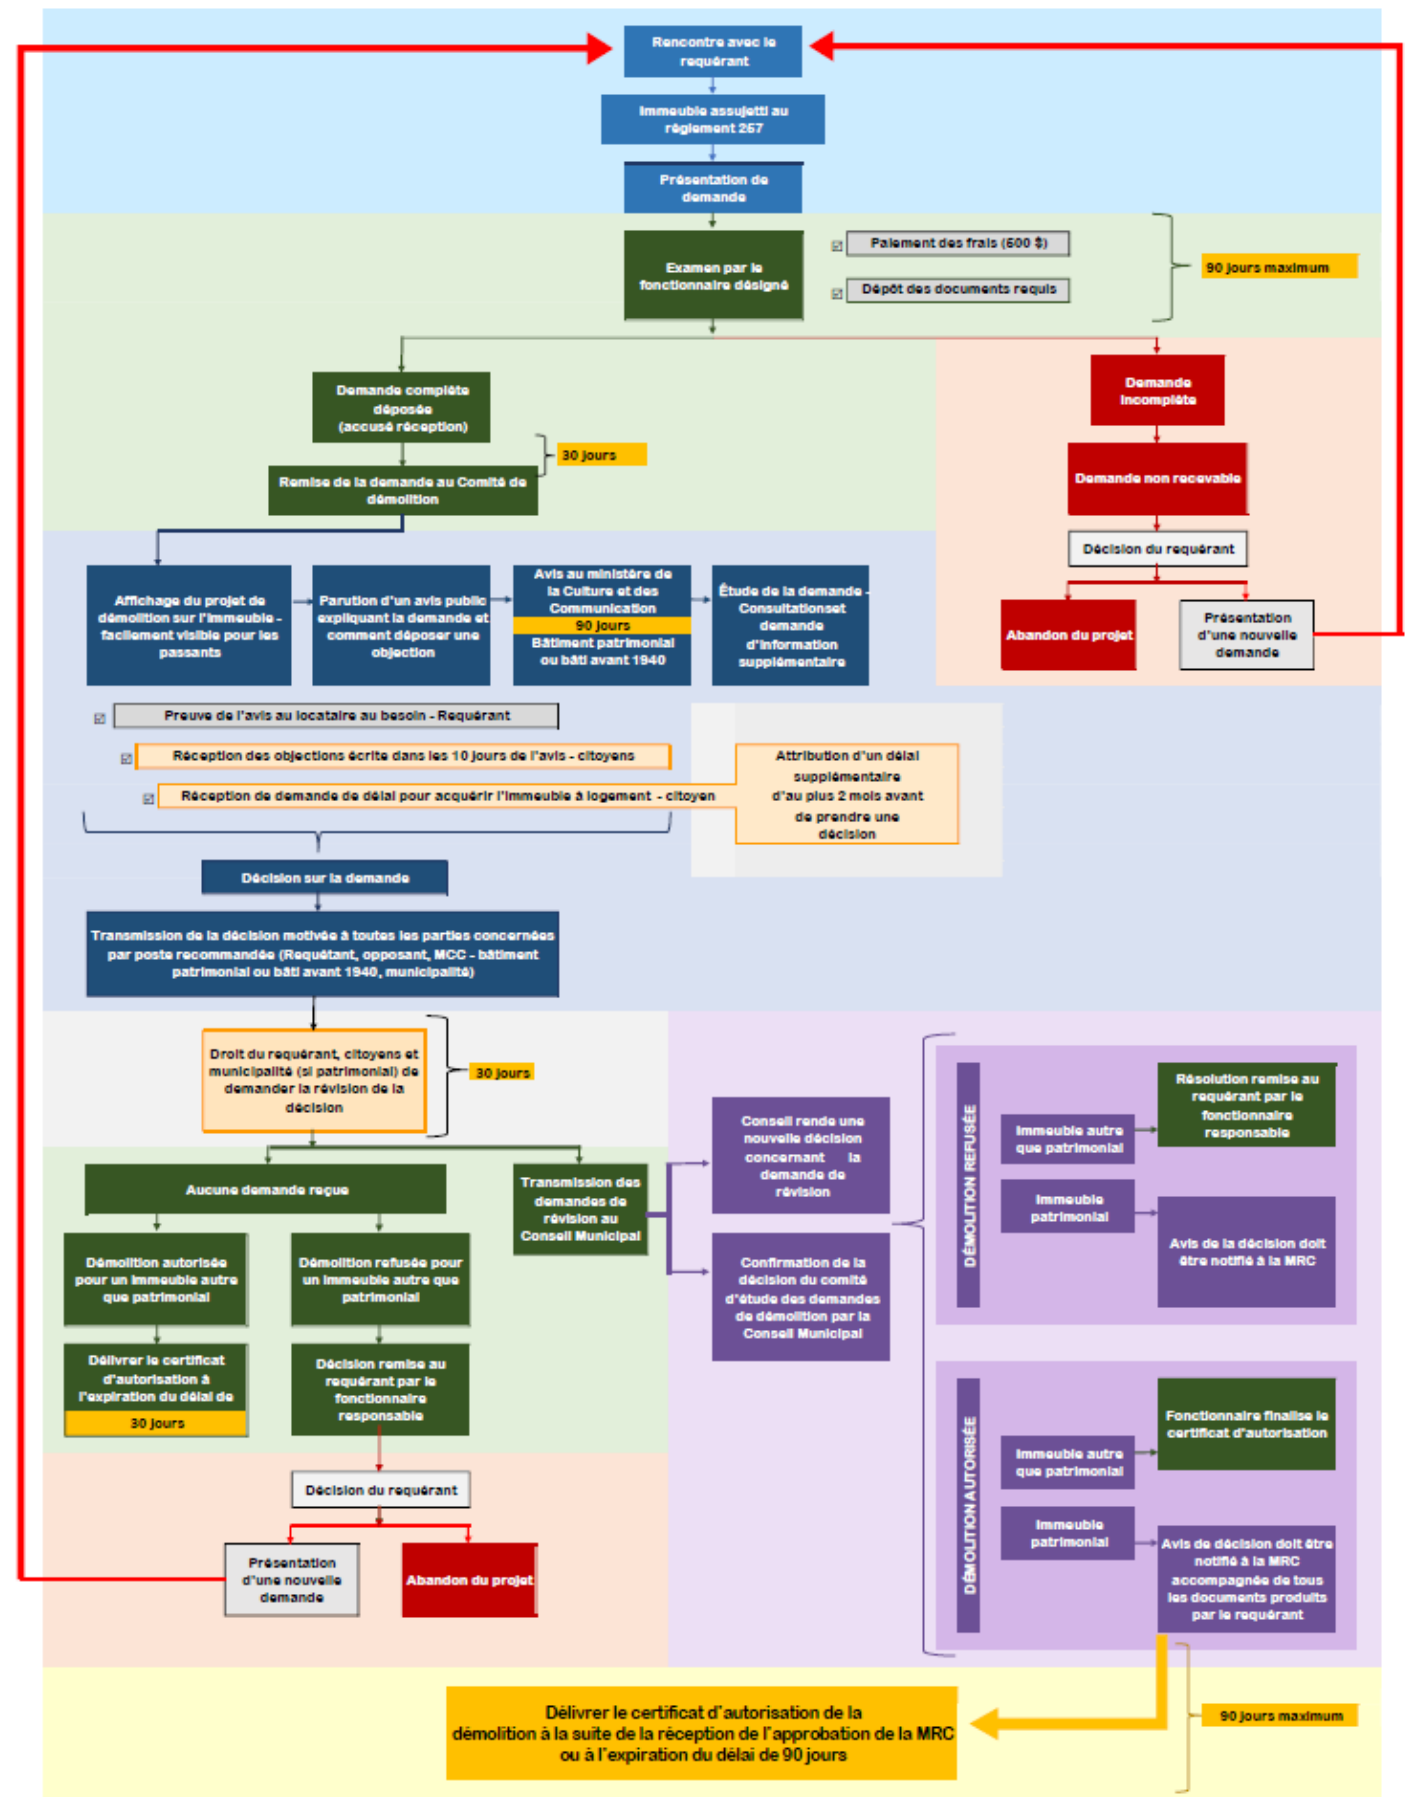 Rencontre avec le
requérant
Immeuble assujetti au
règlement 267
Présentation de
demande
Examen par le
fonctionnaire désigné
Paiement des frais (500 $)
Dépôt des documents requis
90 jours maximum
Demande complète
déposée
(accusé réception)
30 jours
Remise de la demande au Comité de
démolition
Demande
Incomplète
Demande non recevable
Décision du requérant
Abandon du projet
Présentation
d'une nouvelle
demande
Affichage du projet de
démolition sur l'immeuble -
facilement visible pour les
passants
Parution d'un avis public
expliquant la demande et
comment déposer une
objection
Avis au ministère de
la Culture et des
Communication
90 jours
Bâtiment patrimonial
ou bâti avant 1940
Étude de la demande -
Consultationset
demande
d'information
supplémentaire
Preuve de l'avis au locataire au besoin - Requérant
Réception des objections écrite dans les 10 jours de l'avis - citoyens
Réception de demande de délai pour acquérir l'immeuble à logement - citoyen
Attribution d'un délai
supplémentaire
d'au plus 2 mois avant
de prendre une
décision
Décision sur la demande
Transmission de la décision motivée à toutes les parties concernées
par poste recommandée (Requêtant, opposant, MCC - bâtiment
patrimonial ou bâti avant 1940, municipalité)
Droit du requérant, citoyens et
municipalité (si patrimonial) de
demander la révision de la
décision
30 jours
Aucune demande reçue
Transmission des
demandes de
révision au
Conseil Municipal
Démolition autorisée
pour un immeuble autre
que patrimonial
Démolition refusée pour
un immeuble autre que
patrimonial
Délivrer le certificat
d'autorisation à
l'expiration du délai de
30 jours
Décision remise au
requérant par le
fonctionnaire
responsable
Décision du requérant
Présentation
d'une nouvelle
demande
Abandon du projet
Conseil rende une
nouvelle décision
concernant la
demande de
révision
Confirmation de la
décision du comité
d'étude des demandes
de démolition par la
Conseil Municipal
DÉMOLITION REFUSÉE
Immeuble autre
que patrimonial
Résolution remise au
requérant par le
fonctionnaire
responsable
Immeuble
patrimonial
Avis de la décision doit
être notifié à la MRC
DÉMOLITION AUTORISÉE
Immeuble autre
que patrimonial
Fonctionnaire finalise le
certificat d'autorisation
Immeuble
patrimonial
Avis de décision doit être
notifié à la MRC
accompagnée de tous
les documents produits
par le requérant
Délivrer le certificat d'autorisation de la
démolition à la suite de la réception de l'approbation de la MRC
ou à l'expiration du délai de 90 jours
90 jours maximum